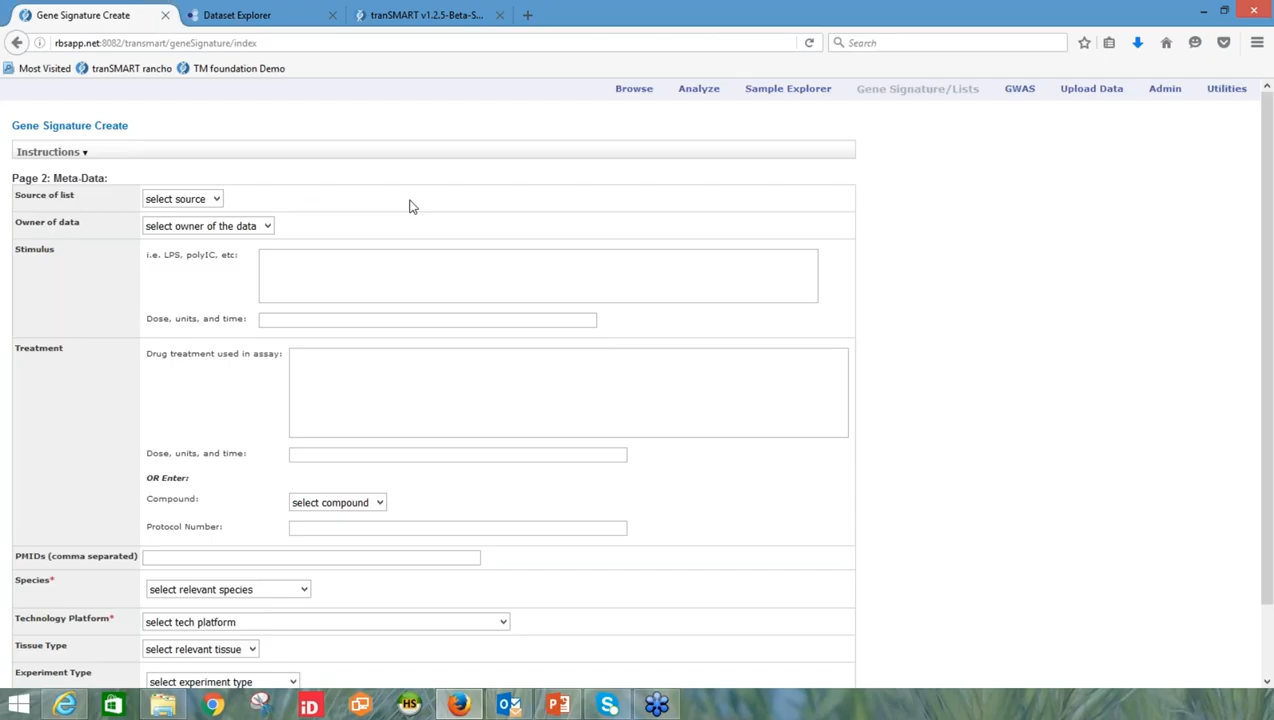 Gene Signature Create
Dataset Explorer
tranSMART v1.2.5-Beta-S...
rbsapp.net:8082/transmart/geneSignature/index
Search
Most Visited
tranSMART rancho
TM foundation Demo
Browse
Analyze
Sample Explorer
Gene Signature/Lists
GWAS
Upload Data
Admin
Utilities
Gene Signature Create
Instructions ▾
Page 2: Meta-Data:
Source of list
select source
Owner of data
select owner of the data
Stimulus
i.e. LPS, polyIC, etc:
Dose, units, and time:
Treatment
Drug treatment used in assay:
Dose, units, and time:
OR Enter:
Compound:
select compound
Protocol Number:
PMIDs (comma separated)
Species*
select relevant species
Technology Platform*
select tech platform
Tissue Type
select relevant tissue
Experiment Type
select experiment type
iD
HS